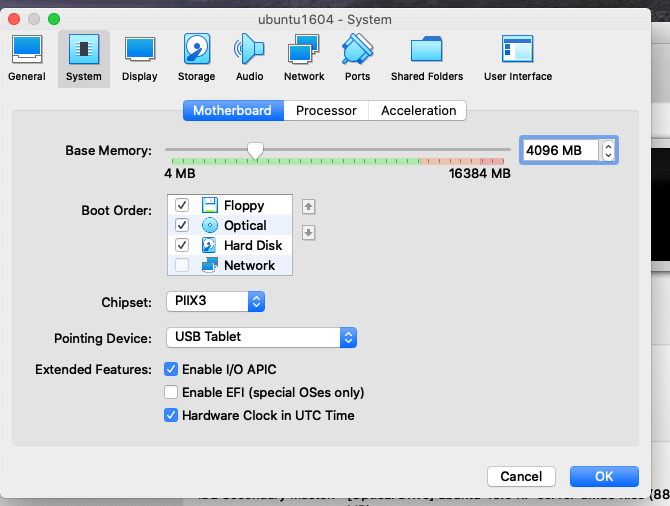 ubuntu1604 - System
General System Display Storage Audio Network Ports Shared Folders User Interface
Motherboard Processor Acceleration
Base Memory: 4096 MB
4 MB 16384 MB
Boot Order: Floppy
Optical
Hard Disk
Network
Chipset: PIIX3
Pointing Device: USB Tablet
Extended Features: Enable I/O APIC
Enable EFI (special OSes only)
Hardware Clock in UTC Time
Cancel OK